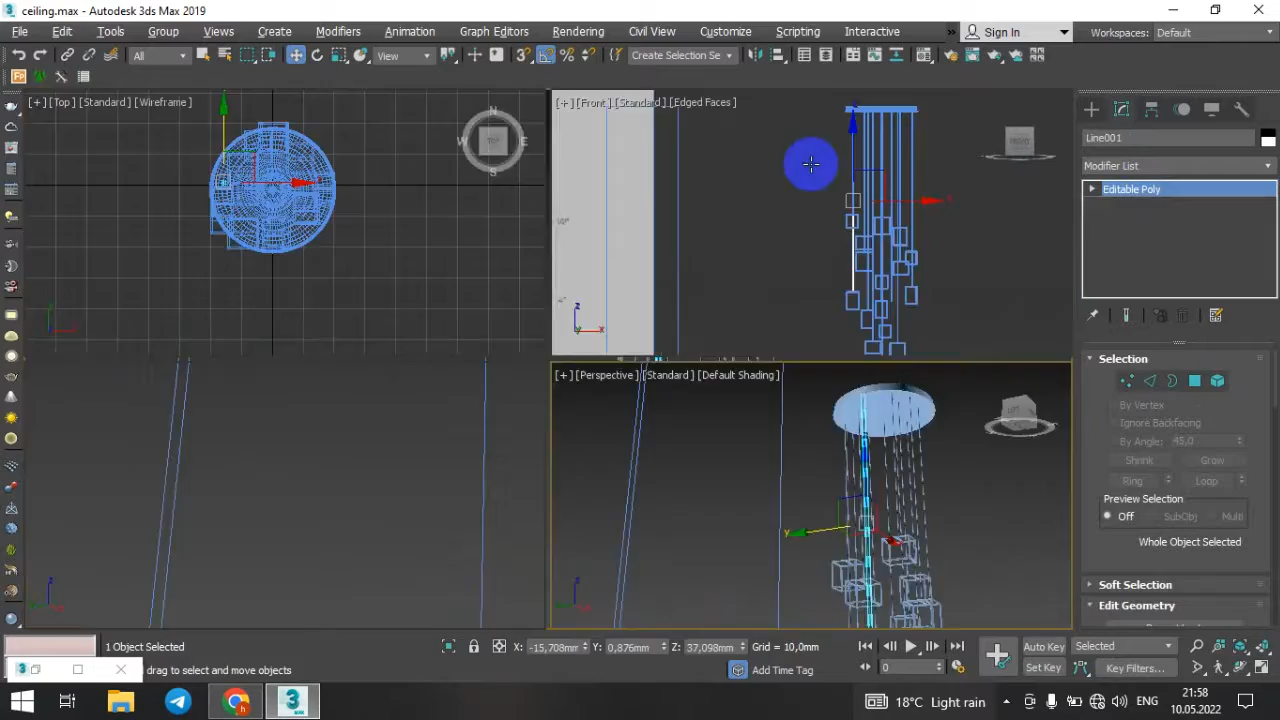 ceiling.max - Autodesk 3ds Max 2019
File Edit Tools Group Views Create Modifiers Animation Graph Editors Rendering Civil View Customize Scripting Interactive » Sign In Workspaces: Default
All View Create Selection Se
Fp
[+] [Top] [Standard] [Wireframe]
N
W TOP E
S
[+] [Front] [Standard] [Edged Faces]
FRONT
z
x
x
z
[+] [Perspective] [Standard] [Default Shading]
LEFT
y
z
z
Line001
Modifier List
Editable Poly
Selection
By Vertex
Ignore Backfacing
By Angle: 45,0
Shrink Grow
Ring Loop
Preview Selection
Off SubObj Multi
Whole Object Selected
Soft Selection
Edit Geometry
1 Object Selected
X: -15,708mm Y: 0,876mm Z: 37,098mm Grid = 10,0mm
Auto Key Selected
drag to select and move objects
Add Time Tag
0
Set Key Key Filters...
3
18°C Light rain
ENG
21:58
10.05.2022